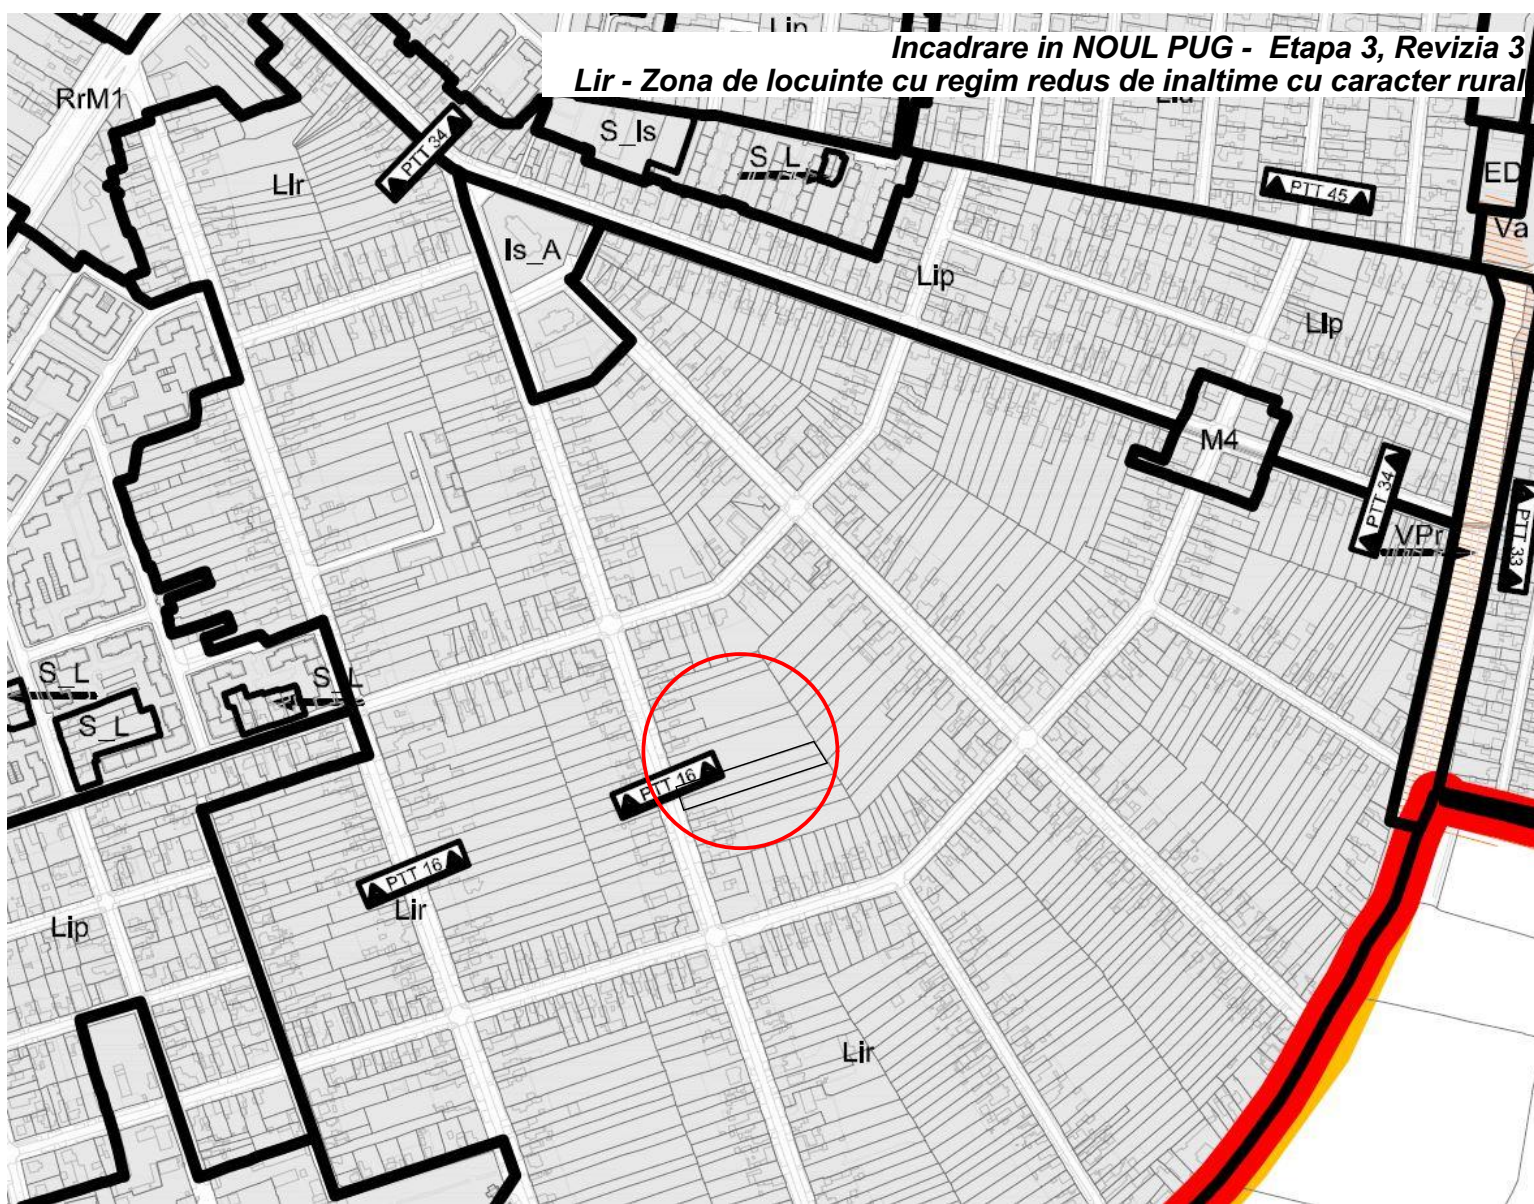 Lip
Incadrare in NOUL PUG - Etapa 3, Revizia 3
Lir - Zona de locuinte cu regim redus de inaltime cu caracter rural
RrM1
PTT 34
S_Is
S_L
LIr
PTT 45
ED
Va
Is_A
Lip
LIp
M4
PTT 34
VPr
PTT 33
S_L
S_L
S_L
PTT 16
PTT 16
Lir
Lip
Lir